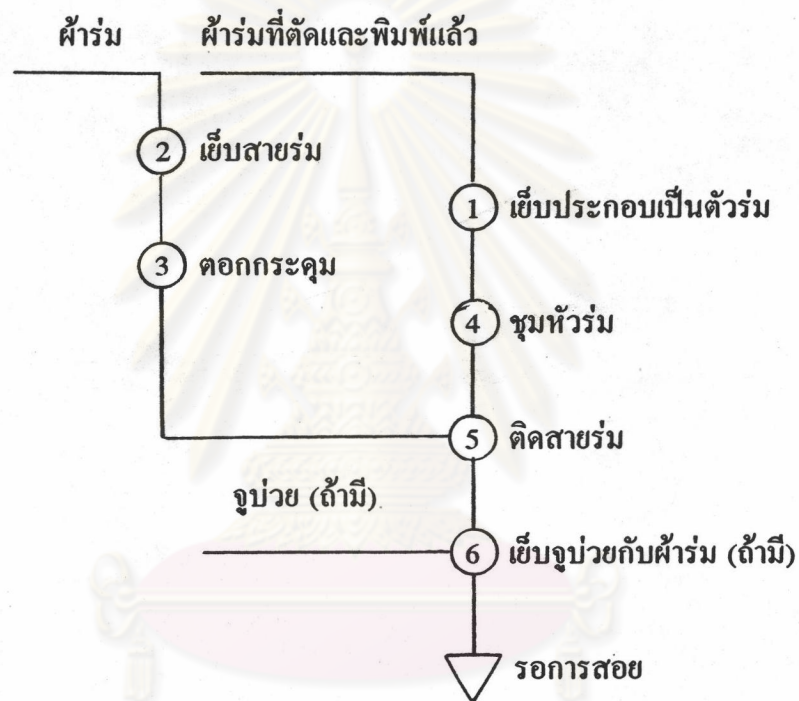 ผ้าร่ม ผ้าร่มที่ตัดและพิมพ์แล้ว
2 เย็บสายร่ม
1 เย็บประกอบเป็นตัวร่ม
3 ตอกกระดุม
4 ชุมหัวร่ม
5 ติดสายร่ม
จูบ่วย (ถ้ามี)
6 เย็บจูบ่วยกับผ้าร่ม (ถ้ามี)
รอการสอย